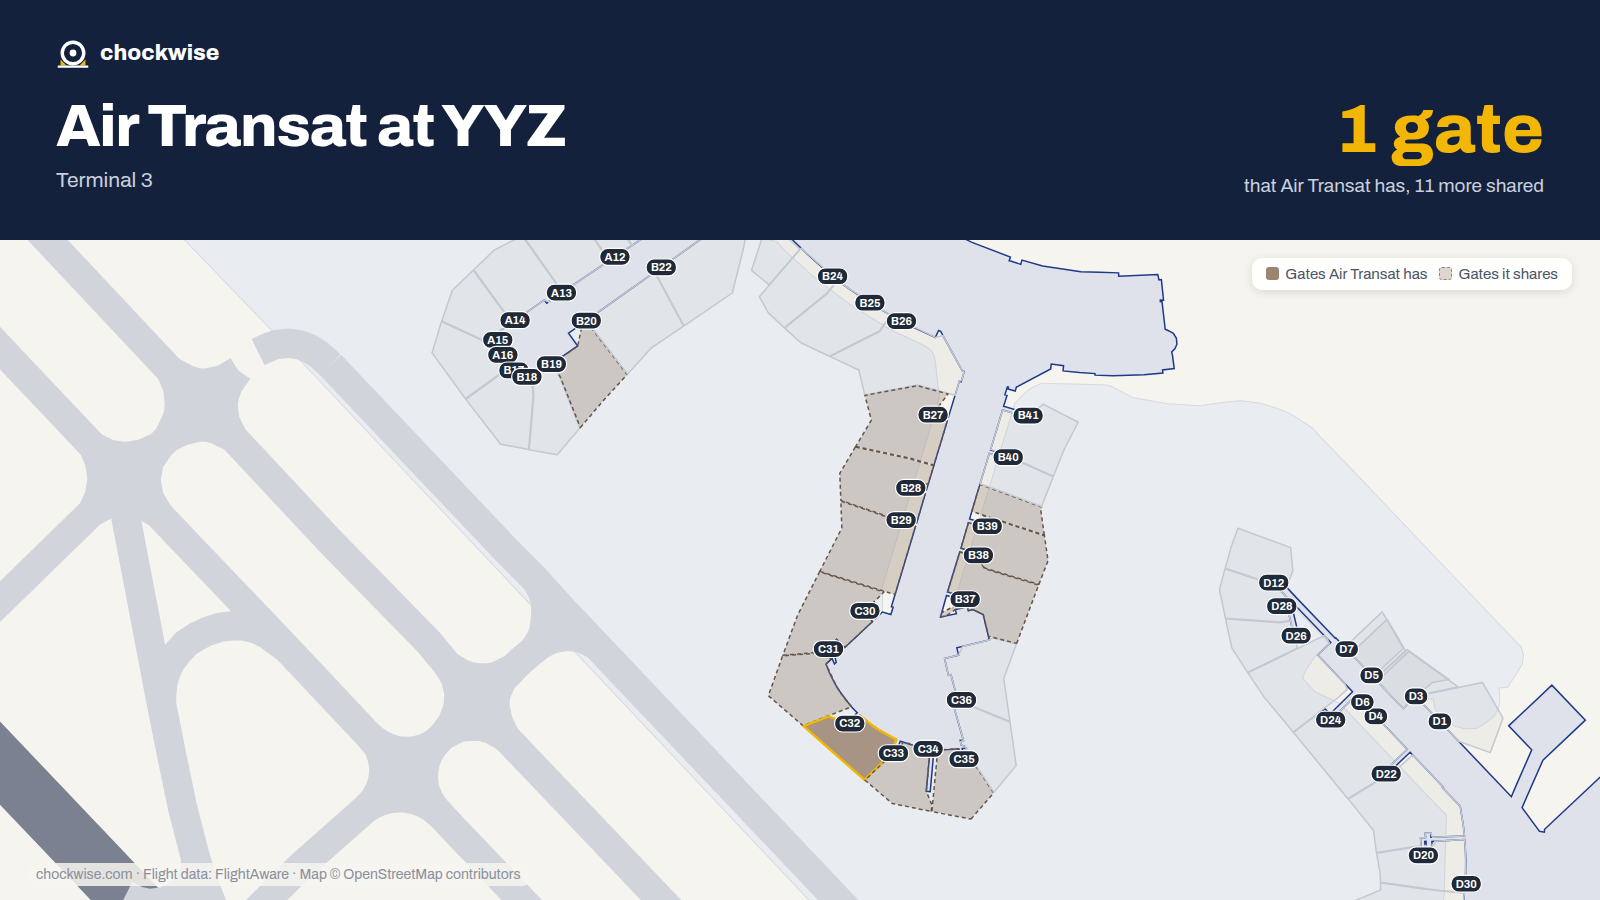 chockwise
Air Transat at YYZ
Terminal 3
1 gate
that Air Transat has, 11 more shared
Gates Air Transat has
Gates it shares
A12
B22
B24
A13
B25
A14
B20
B26
A15
A16
B19
B18
B27
B41
B40
B28
B29
B39
B38
D12
B37
C30
D28
D26
C31
D7
D5
C36
D3
D6
D4
C32
D24
D1
C34
C33
C35
D22
D20
D30
chockwise.com · Flight data: FlightAware · Map © OpenStreetMap contributors